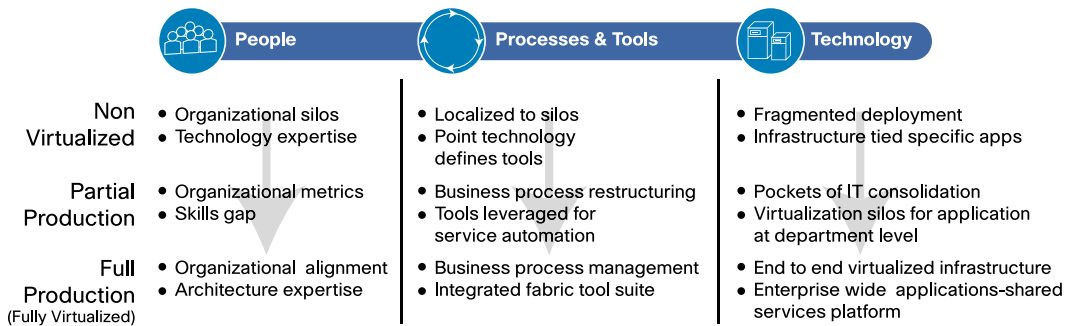 People
Processes & Tools
Technology
Non
Virtualized
• Organizational silos
• Technology expertise
• Localized to silos
• Point technology
defines tools
• Fragmented deployment
• Infrastructure tied specific apps
Partial
Production
• Organizational metrics
• Skills gap
• Business process restructuring
• Tools leveraged for
service automation
• Pockets of IT consolidation
• Virtualization silos for application
at department level
Full
Production
(Fully Virtualized)
• Organizational alignment
• Architecture expertise
• Business process management
• Integrated fabric tool suite
• End to end virtualized infrastructure
• Enterprise wide applications-shared
services platform